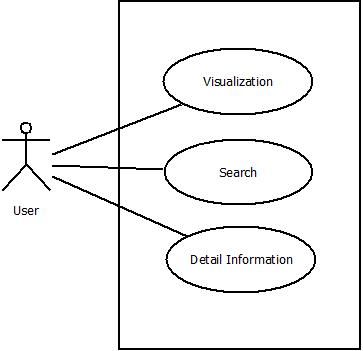 Visualization
Search
User
Detail Information